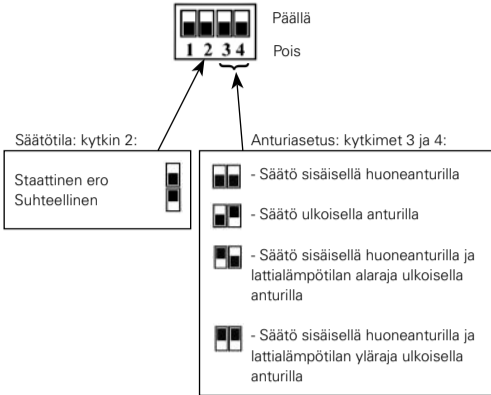 Päällä
1 2 3 4
Pois
Säätötila: kytkin 2:
Staattinen ero
Suhteellinen
Anturiasetus: kytkimet 3 ja 4:
- Säätö sisäisellä huoneanturilla
- Säätö ulkoisella anturilla
- Säätö sisäisellä huoneanturilla ja
lattialämpötilan alaraja ulkoisella
anturilla
- Säätö sisäisellä huoneanturilla ja
lattialämpötilan yläraja ulkoisella
anturilla